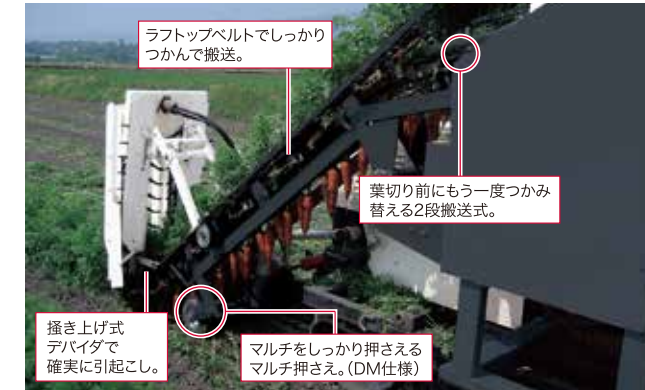 ラフトップベルトでしっかり
つかんで搬送。
葉切り前にもう一度つかみ
替える2段搬送式。
掻き上げ式
デバイダで
確実に引起こし。
マルチをしっかり押さえる
マルチ押さえ。(DM仕様)